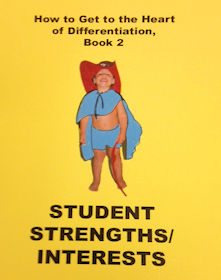 How to Get to the Heart
of Differentiation,
Book 2
STUDENT
STRENGTHS/
INTERESTS